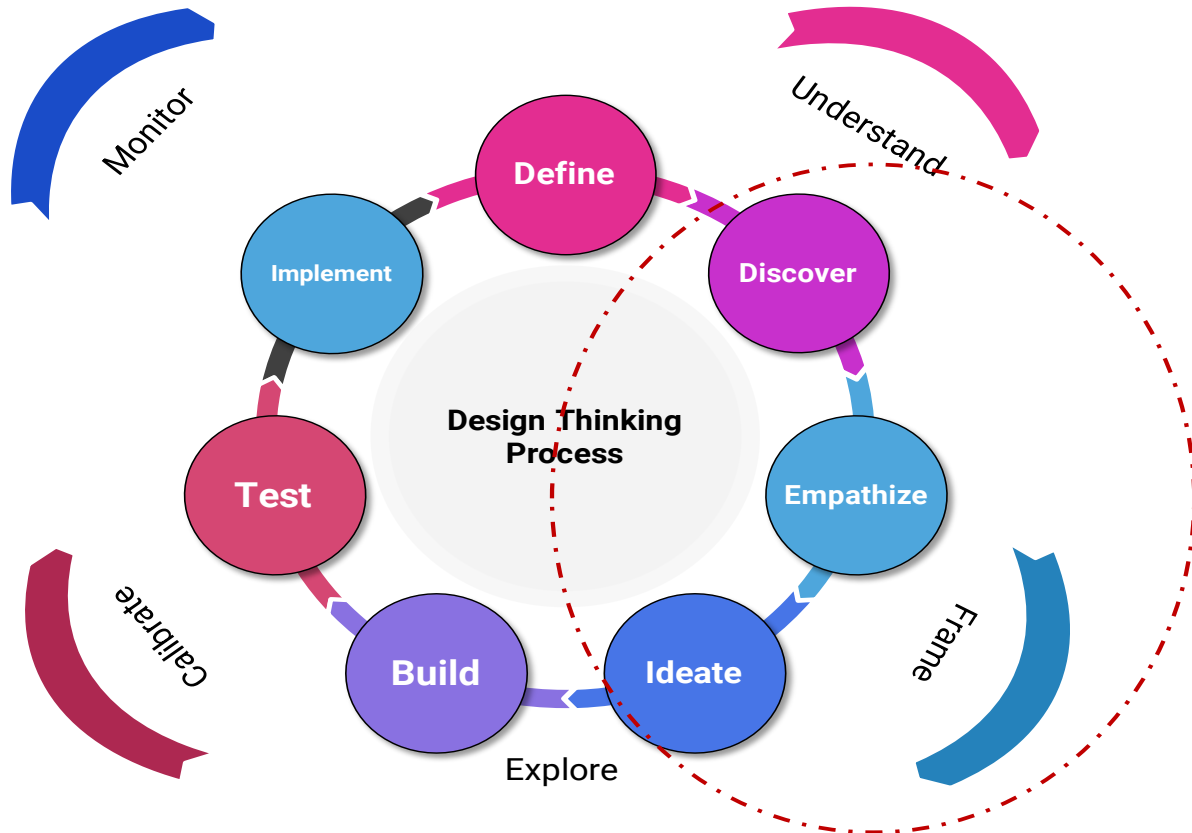 Monitor
Understand
Define
Implement
Discover
Design Thinking
Process
Test
Empathize
Calibrate
Frame
Build
Ideate
Explore